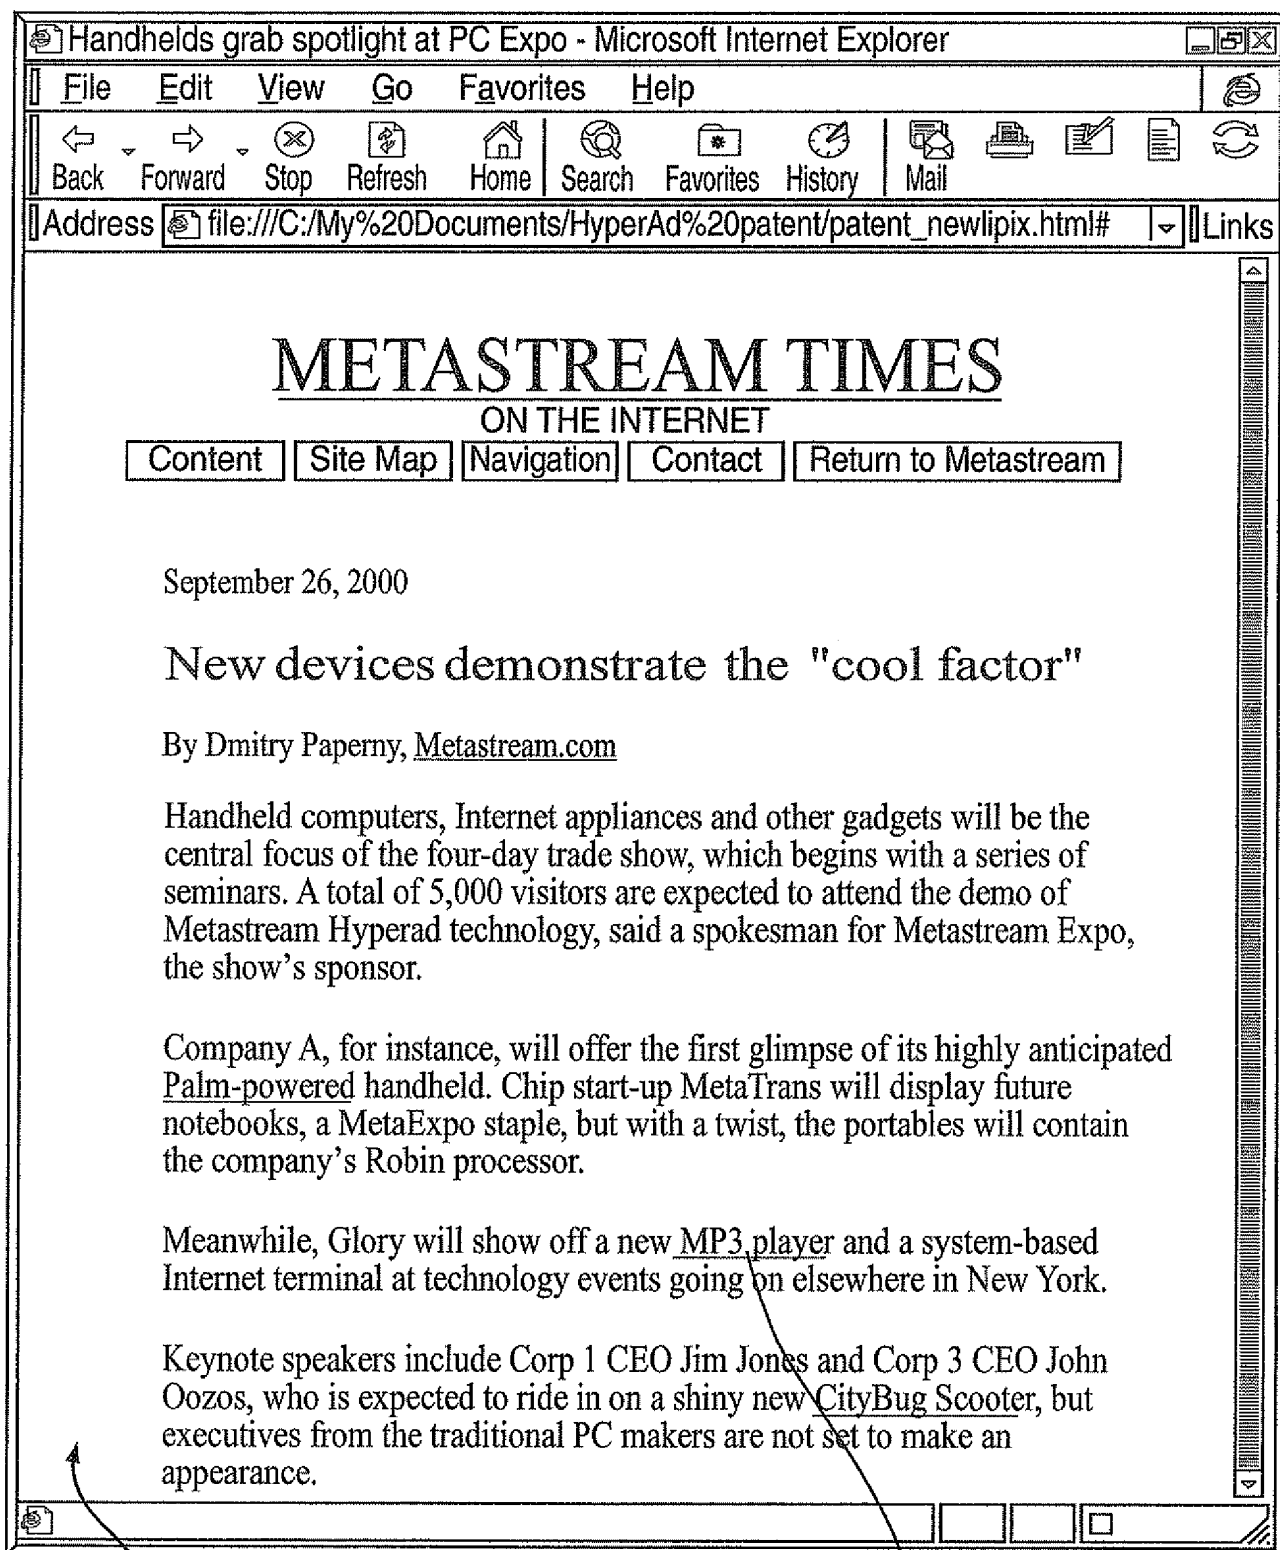 Handhelds grab spotlight at PC Expo - Microsoft Internet Explorer
File Edit View Go Favorites Help
Back Forward Stop Refresh Home Search Favorites History Mail
Address file:///C:/My%20Documents/HyperAd%20patent/patent_newlipix.html# Links
METASTREAM TIMES
ON THE INTERNET
Content Site Map Navigation Contact Return to Metastream
September 26, 2000
New devices demonstrate the "cool factor"
By Dmitry Paperny, Metastream.com
Handheld computers, Internet appliances and other gadgets will be the
central focus of the four-day trade show, which begins with a series of
seminars. A total of 5,000 visitors are expected to attend the demo of
Metastream Hyperad technology, said a spokesman for Metastream Expo,
the show's sponsor.
Company A, for instance, will offer the first glimpse of its highly anticipated
Palm-powered handheld. Chip start-up MetaTrans will display future
notebooks, a MetaExpo staple, but with a twist, the portables will contain
the company's Robin processor.
Meanwhile, Glory will show off a new MP3 player and a system-based
Internet terminal at technology events going on elsewhere in New York.
Keynote speakers include Corp 1 CEO Jim Jones and Corp 3 CEO John
Oozos, who is expected to ride in on a shiny new CityBug Scooter, but
executives from the traditional PC makers are not set to make an
appearance.